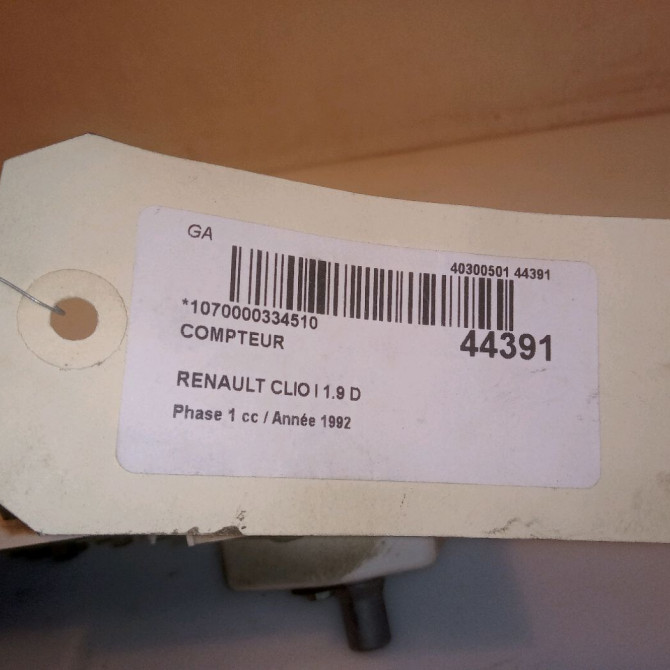 GA
40300501 44391
*1070000334510
COMPTEUR
44391
RENAULT CLIO I 1.9 D
Phase 1 cc / Année 1992